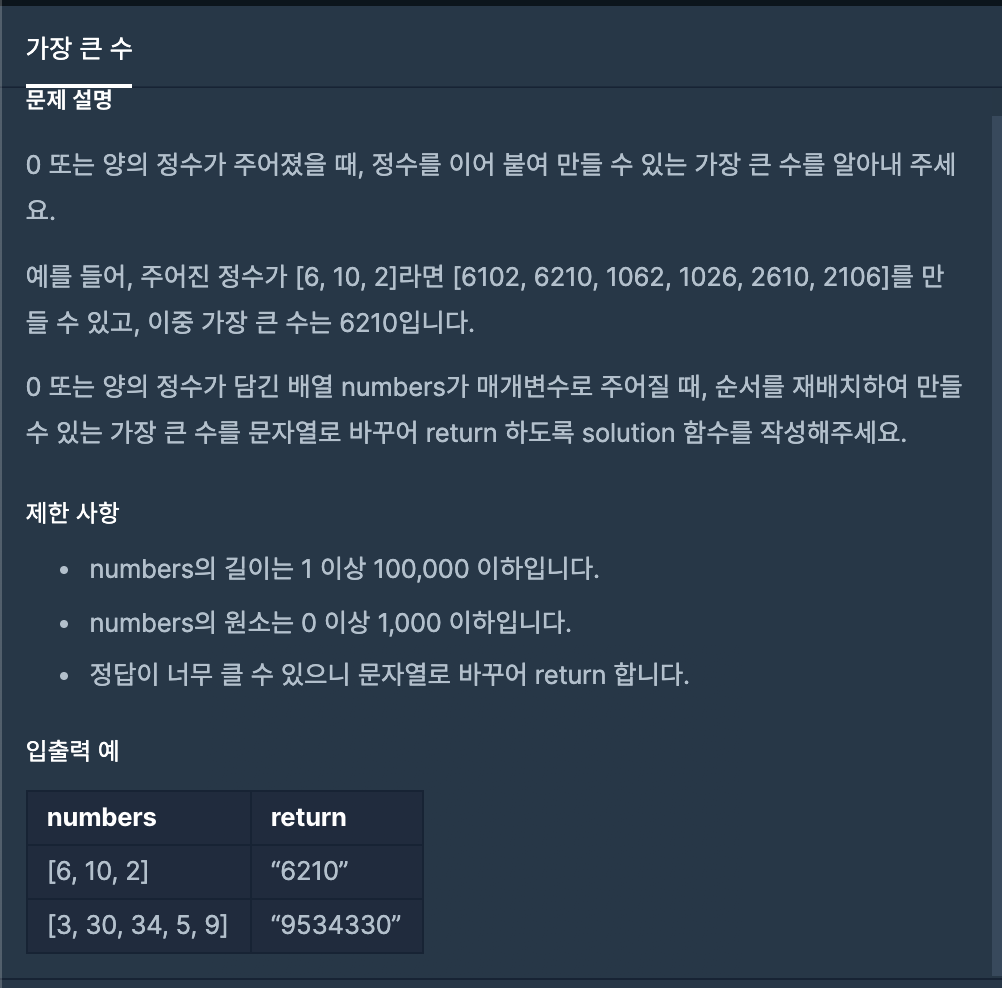 가장 큰 수
문제 설명
0 또는 양의 정수가 주어졌을 때, 정수를 이어 붙여 만들 수 있는 가장 큰 수를 알아내 주세
요.
예를 들어, 주어진 정수가 [6, 10, 2]라면 [6102, 6210, 1062, 1026, 2610, 2106]를 만
들 수 있고, 이중 가장 큰 수는 6210입니다.
0 또는 양의 정수가 담긴 배열 numbers가 매개변수로 주어질 때, 순서를 재배치하여 만들
수 있는 가장 큰 수를 문자열로 바꾸어 return 하도록 solution 함수를 작성해주세요.
제한 사항
• numbers의 길이는 1 이상 100,000 이하입니다.
• numbers의 원소는 0 이상 1,000 이하입니다.
• 정답이 너무 클 수 있으니 문자열로 바꾸어 return 합니다.
입출력 예
numbers return
[6, 10, 2] “6210”
[3, 30, 34, 5, 9] “9534330”